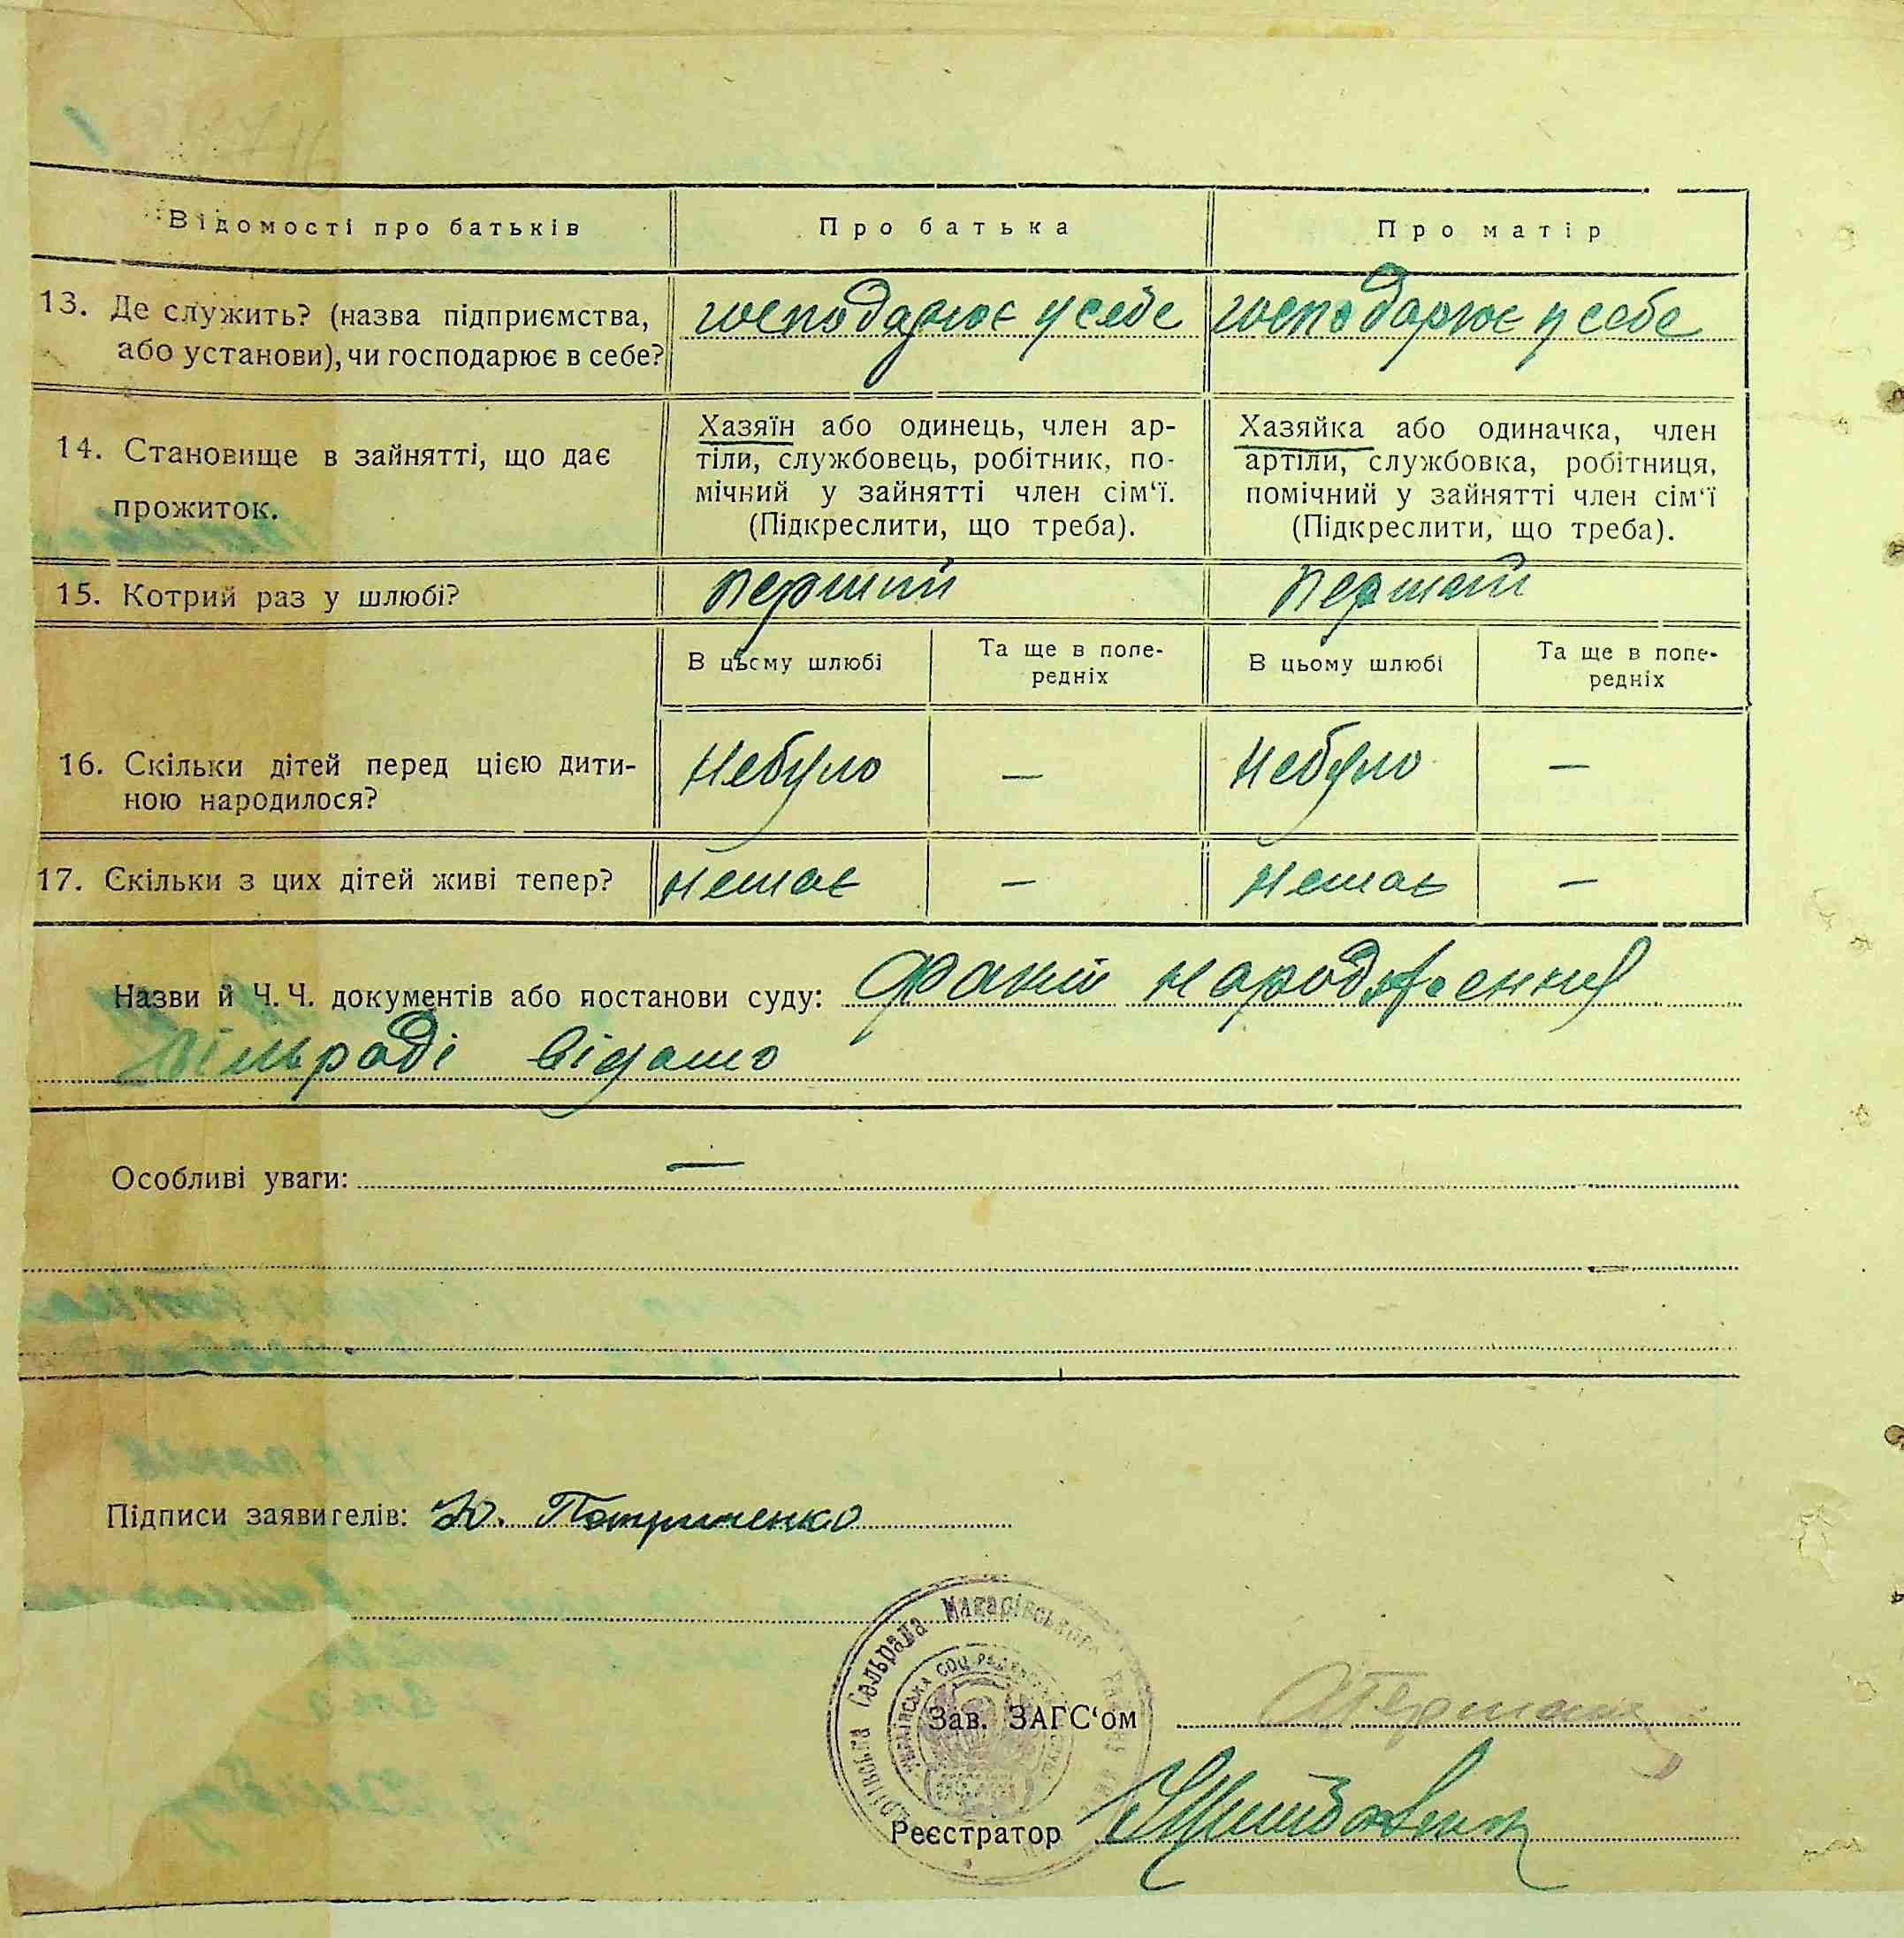 Відомості про батьків
Про батька
Про матір
13. Де служить? (назва підприємства,
або установи), чи господарює в себе?
господарює у себе
господарює у себе
14. Становище в зайнятті, що дає
прожиток.
Хазяїн або одинець, член ар-
тіли, службовець, робітник, по-
мічний у зайнятті член сім'ї.
(Підкреслити, що треба).
Хазяйка або одиначка, член
артіли, службовка, робітниця,
помічний у зайнятті член сім'ї
(Підкреслити, що треба).
15. Котрий раз у шлюбі?
перший
перший
В цьому шлюбі
Та ще в попе-
редніх
В цьому шлюбі
Та ще в попе-
редніх
16. Скільки дітей перед цією дити-
ною народилося?
Небуло
—
Небуло
—
17. Скільки з цих дітей живі тепер?
немає
—
немає
—
Назви й Ч. Ч. документів або постанови суду: Факт народження
Сільраді відомо
Особливі уваги: —
Підписи заявителів: Ю. Потриченко
Сельрада Макарівського Району
Зав. ЗАГС'ом
Реєстратор